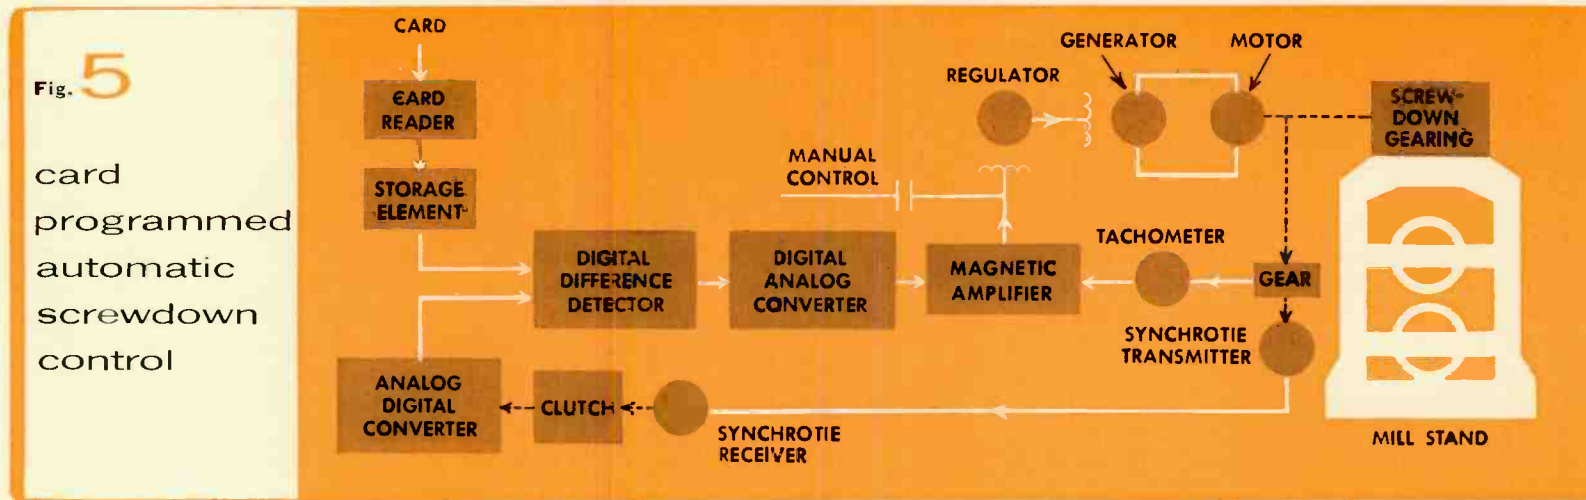 Fig. 5
card
programmed
automatic
screwdown
control
CARD
CARD
READER
STORAGE
ELEMENT
DIGITAL
DIFFERENCE
DETECTOR
DIGITAL
ANALOG
CONVERTER
MAGNETIC
AMPLIFIER
MANUAL
CONTROL
REGULATOR
GENERATOR
MOTOR
SCREW-
DOWN
GEARING
TACHOMETER
GEAR
SYNCHROTIE
TRANSMITTER
ANALOG
DIGITAL
CONVERTER
CLUTCH
SYNCHROTIE
RECEIVER
MILL STAND